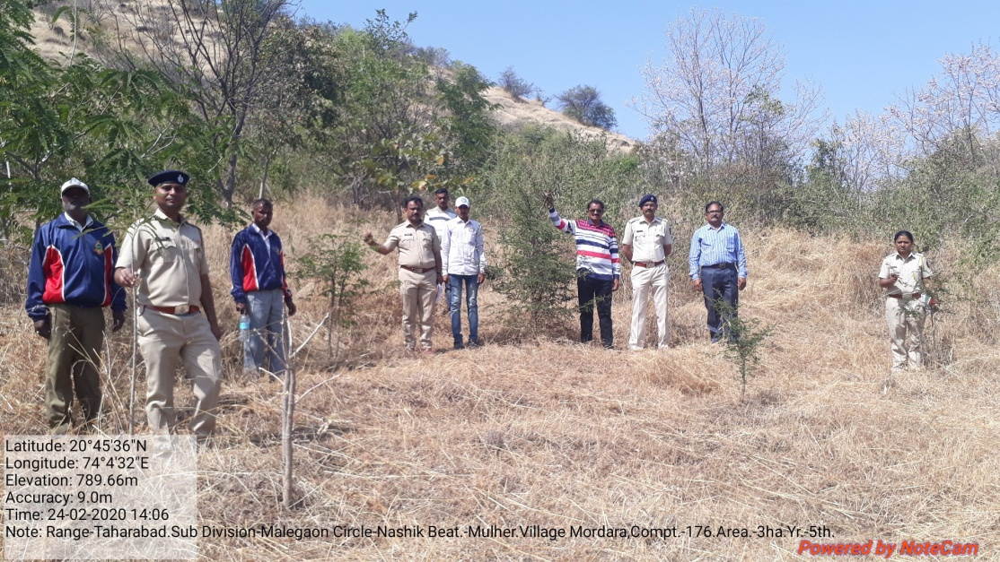 Latitude: 20°45'36"N
Longitude: 74°4'32"E
Elevation: 789.66m
Accuracy: 9.0m
Time: 24-02-2020 14:06
Note: Range-Taharabad.Sub Division-Malegaon Circle-Nashik Beat.-Mulher.Village Mordara,Compt.-176.Area.-3ha.Yr.-5th.
Powered by NoteCam